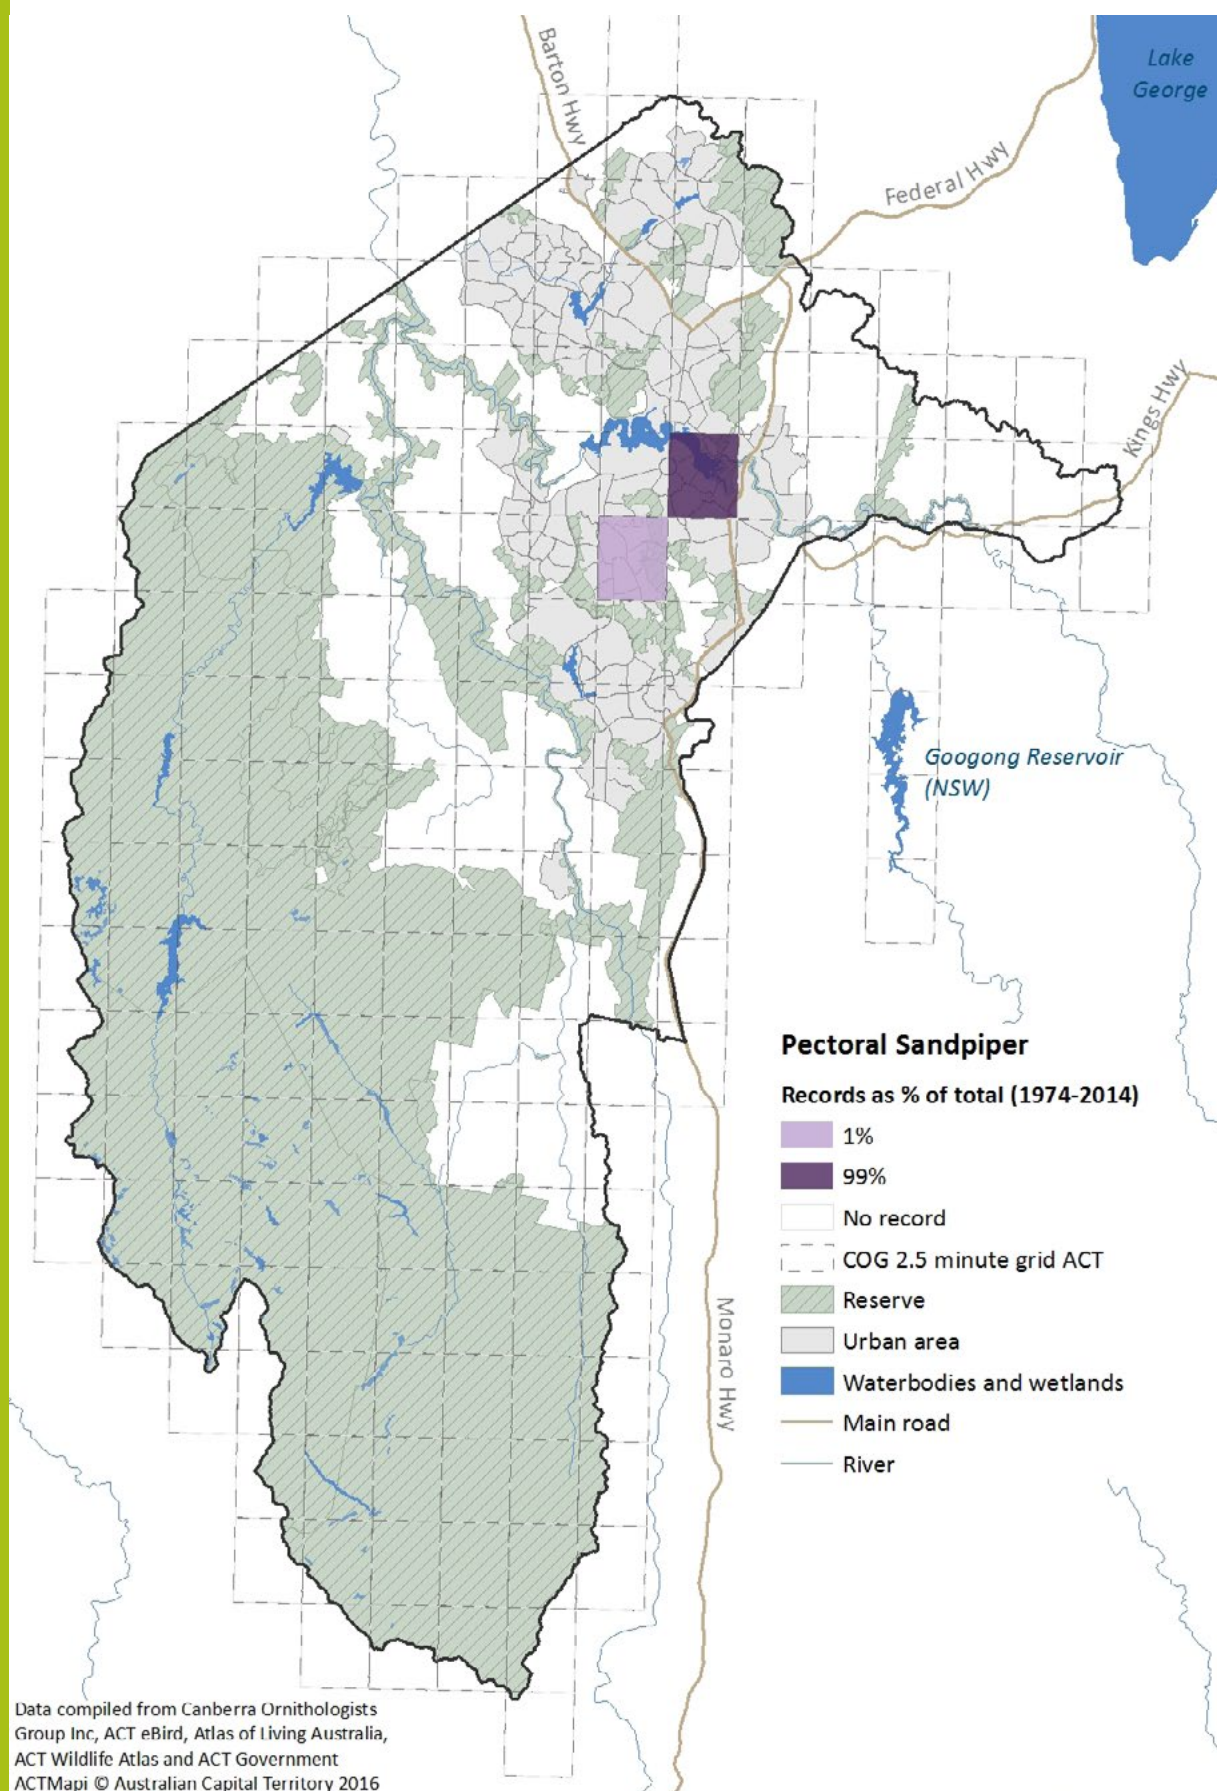 Lake
George
Barton Hwy
Federal Hwy
Kings Hwy
Googong Reservoir
(NSW)
Monaro Hwy
Pectoral Sandpiper
Records as % of total (1974-2014)
1%
99%
No record
COG 2.5 minute grid ACT
Reserve
Urban area
Waterbodies and wetlands
Main road
River
Data compiled from Canberra Ornithologists
Group Inc, ACT eBird, Atlas of Living Australia,
ACT Wildlife Atlas and ACT Government
ACTMapi © Australian Capital Territory 2016